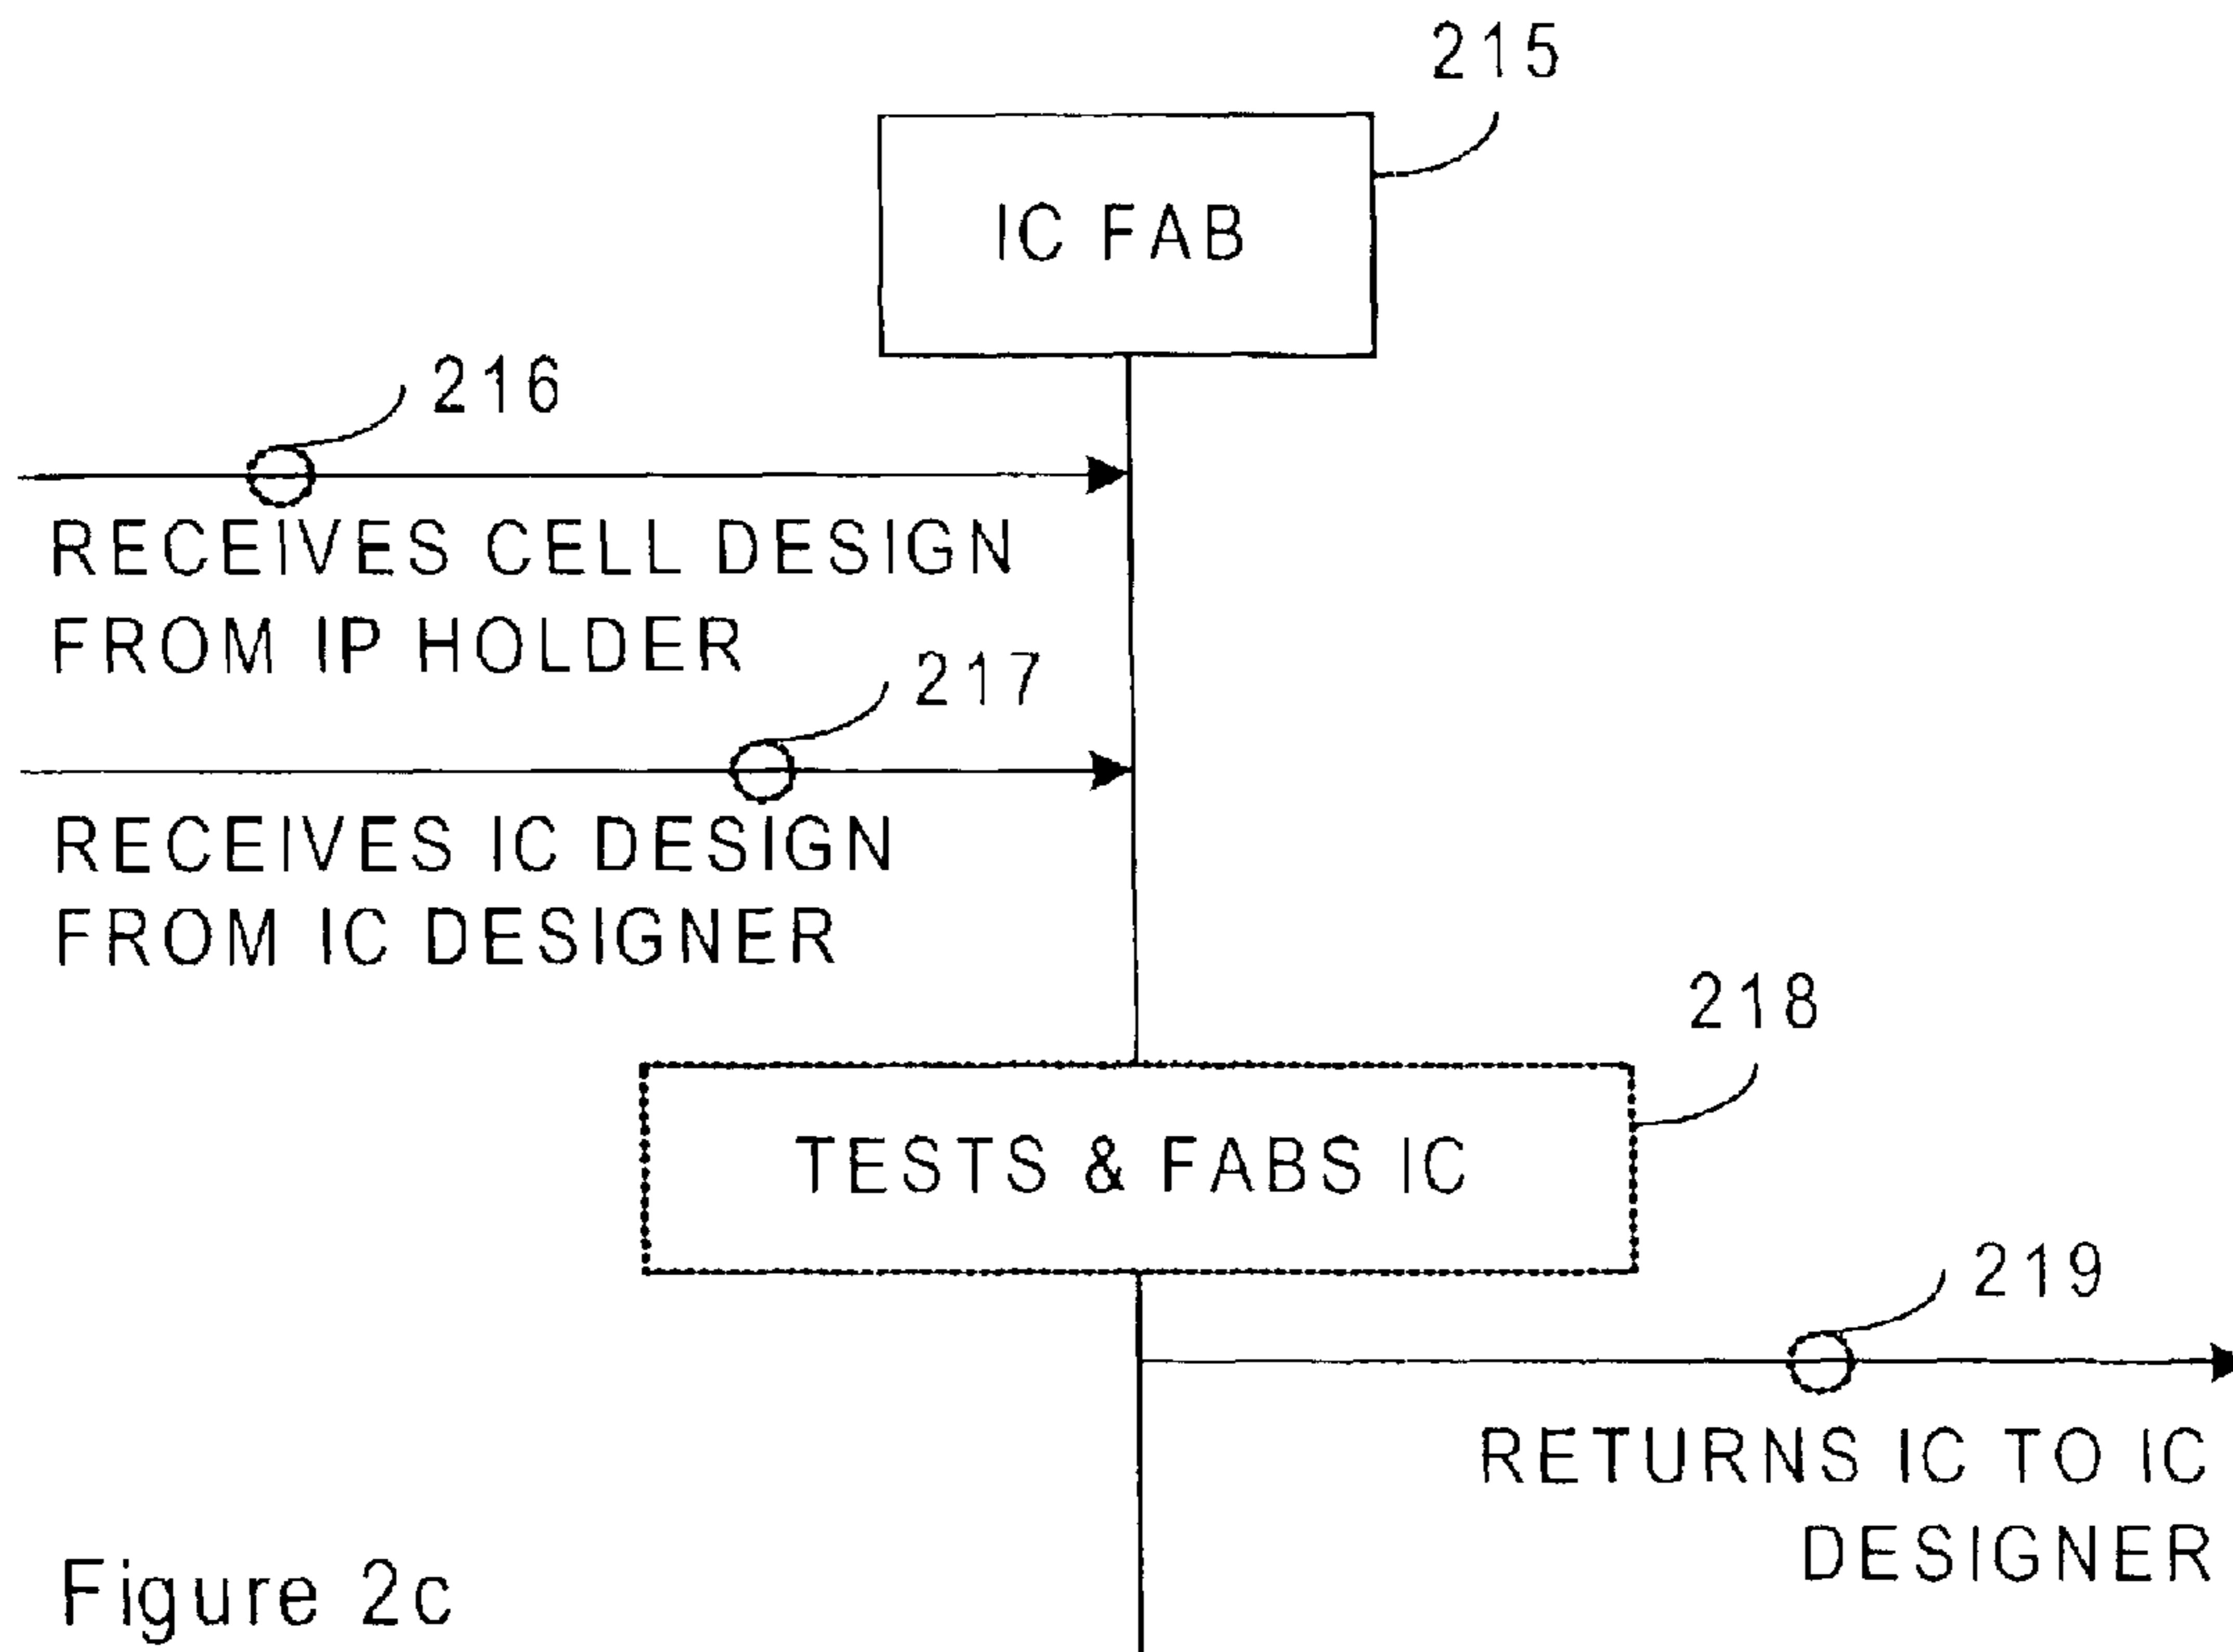 215
IC FAB
216
RECEIVES CELL DESIGN
FROM IP HOLDER
217
RECEIVES IC DESIGN
FROM IC DESIGNER
218
TESTS & FABS IC
219
RETURNS IC TO IC
DESIGNER
Figure 2c